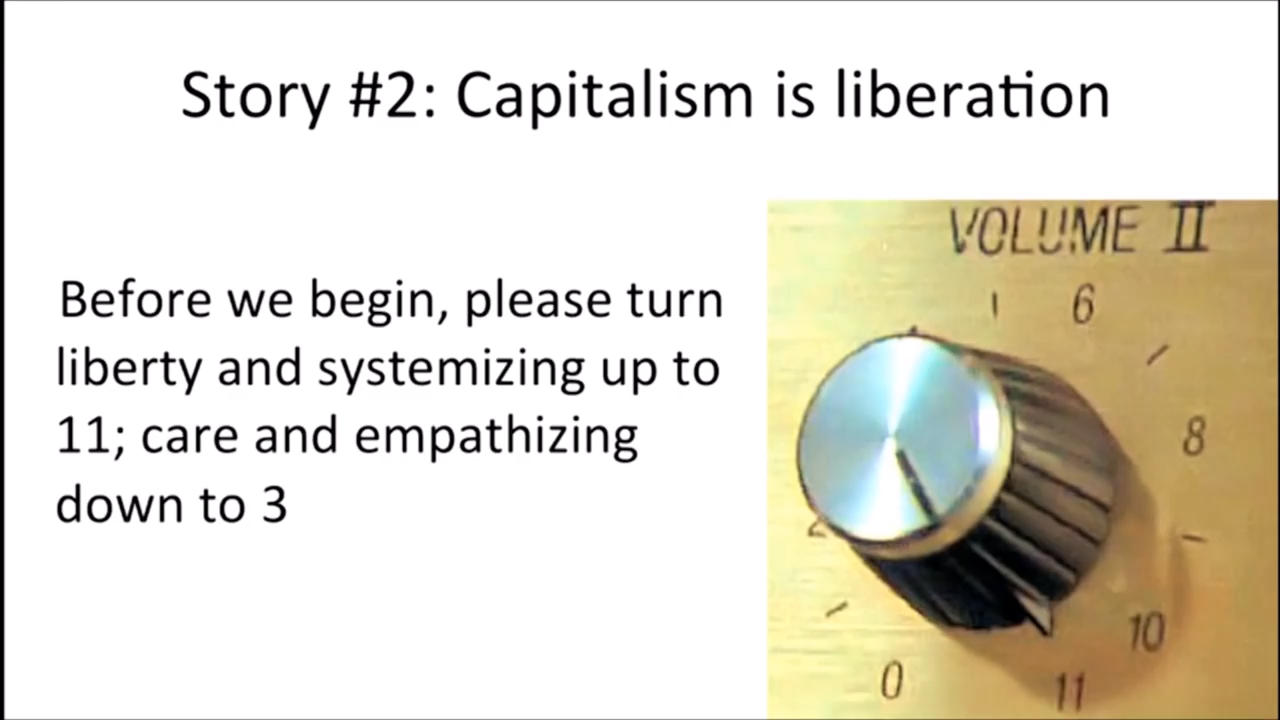 Story #2: Capitalism is liberation
Before we begin, please turn
liberty and systemizing up to
11; care and empathizing
down to 3
VOLUME II
6
8
2
10
0
11